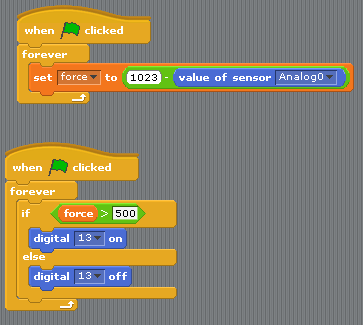 when clicked
forever
set force to 1023 - value of sensor Analog0
when clicked
forever
if force > 500
digital 13 on
else
digital 13 off